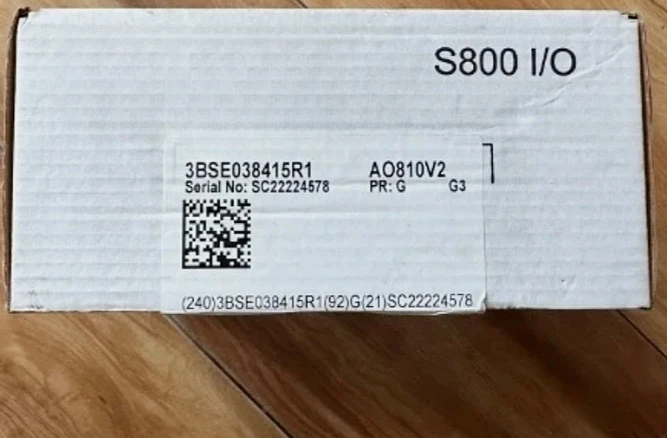 S800 I/O
3BSE038415R1 AO810V2
Serial No: SC22224578 PR: G G3
(240)3BSE038415R1(92)G(21)SC22224578